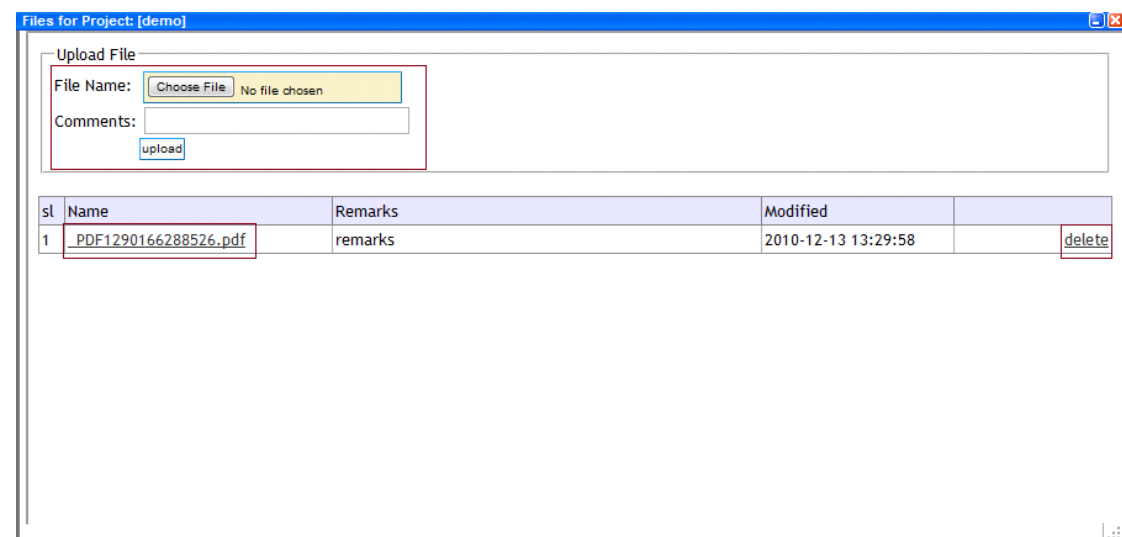 Files for Project: [demo]
Upload File
File Name: Choose File No file chosen
Comments:
upload
sl Name Remarks Modified
1 _PDF1290166288526.pdf remarks 2010-12-13 13:29:58 delete